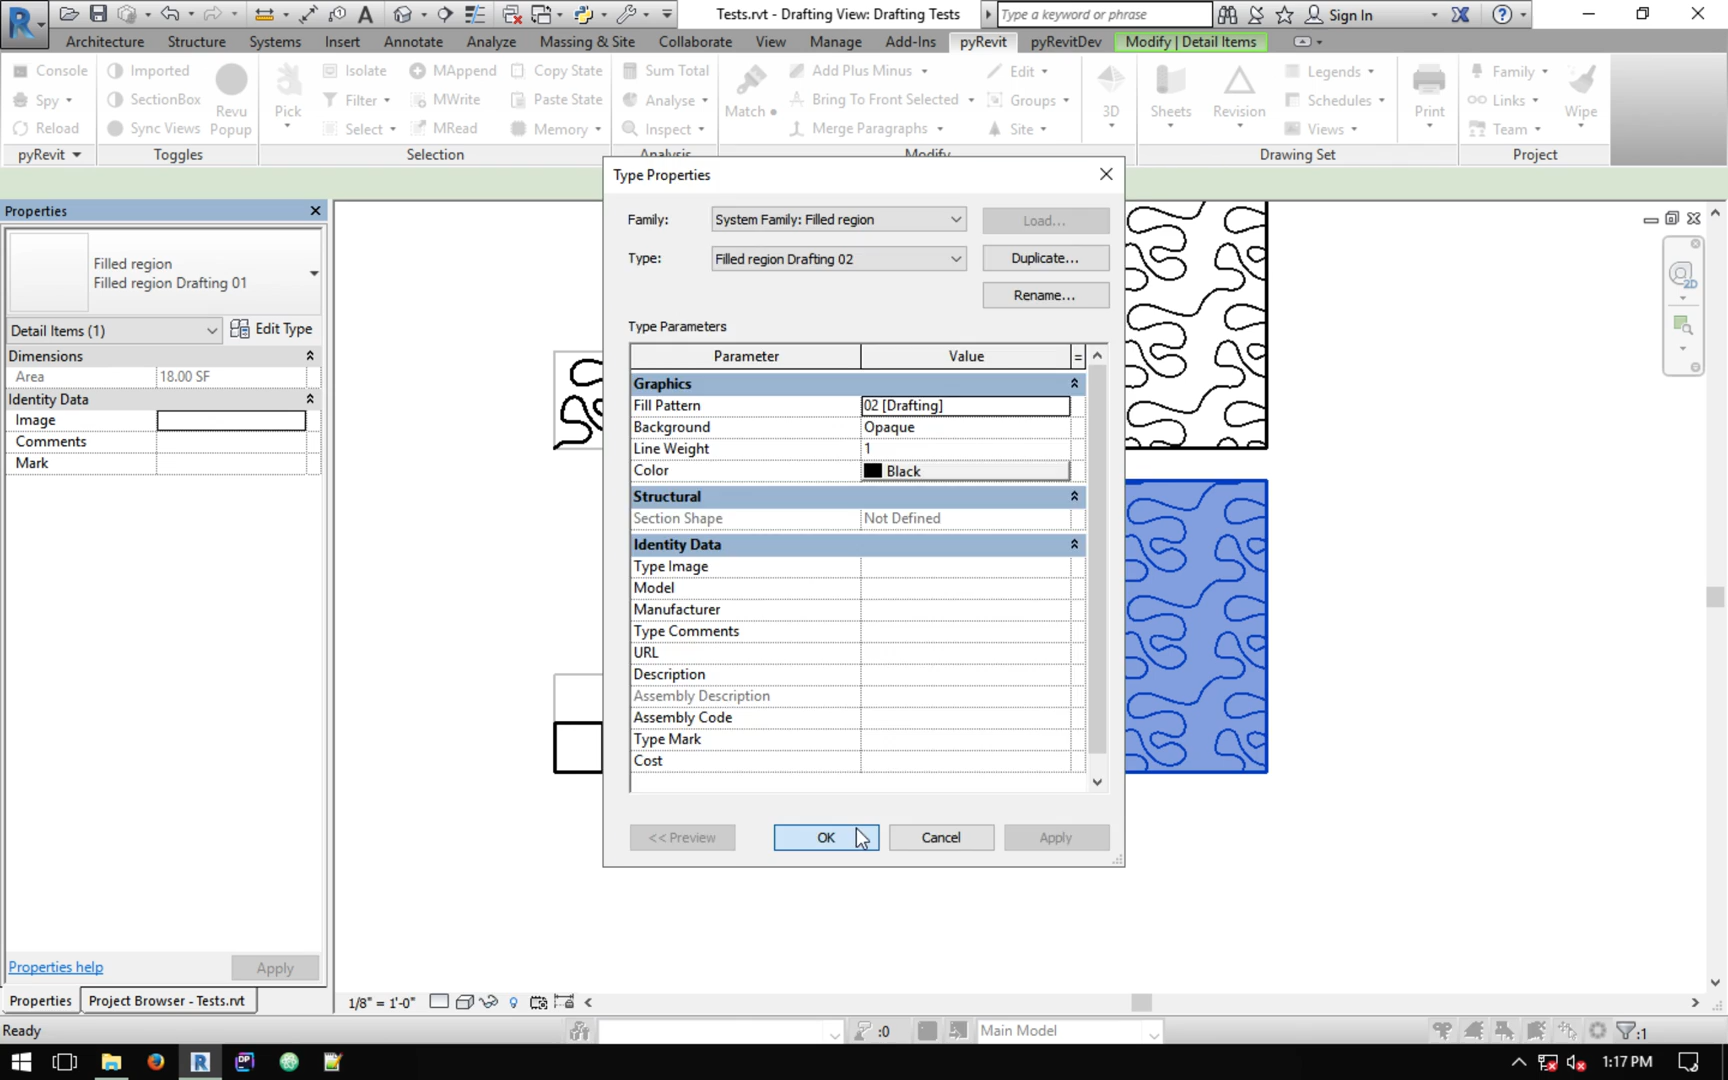 Tests.rvt - Drafting View: Drafting Tests
Type a keyword or phrase
Sign In
Architecture Structure Systems Insert Annotate Analyze Massing & Site Collaborate View Manage Add-Ins pyRevit pyRevitDev Modify | Detail Items
Console Imported Isolate MAppend Copy State Sum Total Add Plus Minus Edit Legends Family
Spy SectionBox Filter MWrite Paste State Analyse Bring To Front Selected Groups Schedules Links
Reload Sync Views Select MRead Memory Inspect Merge Paragraphs Site Views Team
Revu Popup
Pick
Match
3D
Sheets
Revision
Print
Wipe
pyRevit Toggles Selection Analysis Modify Drawing Set Project
Properties
Filled region
Filled region Drafting 01
Detail Items (1) Edit Type
Dimensions
Area 18.00 SF
Identity Data
Image
Comments
Mark
Properties help Apply
Properties Project Browser - Tests.rvt
Type Properties
Family: System Family: Filled region Load...
Type: Filled region Drafting 02 Duplicate...
Rename...
Type Parameters
Parameter Value =
Graphics
Fill Pattern 02 [Drafting]
Background Opaque
Line Weight 1
Color Black
Structural
Section Shape Not Defined
Identity Data
Type Image
Model
Manufacturer
Type Comments
URL
Description
Assembly Description
Assembly Code
Type Mark
Cost
<< Preview OK Cancel Apply
2D
1/8" = 1'-0"
Ready
:0
Main Model
:1
1:17 PM